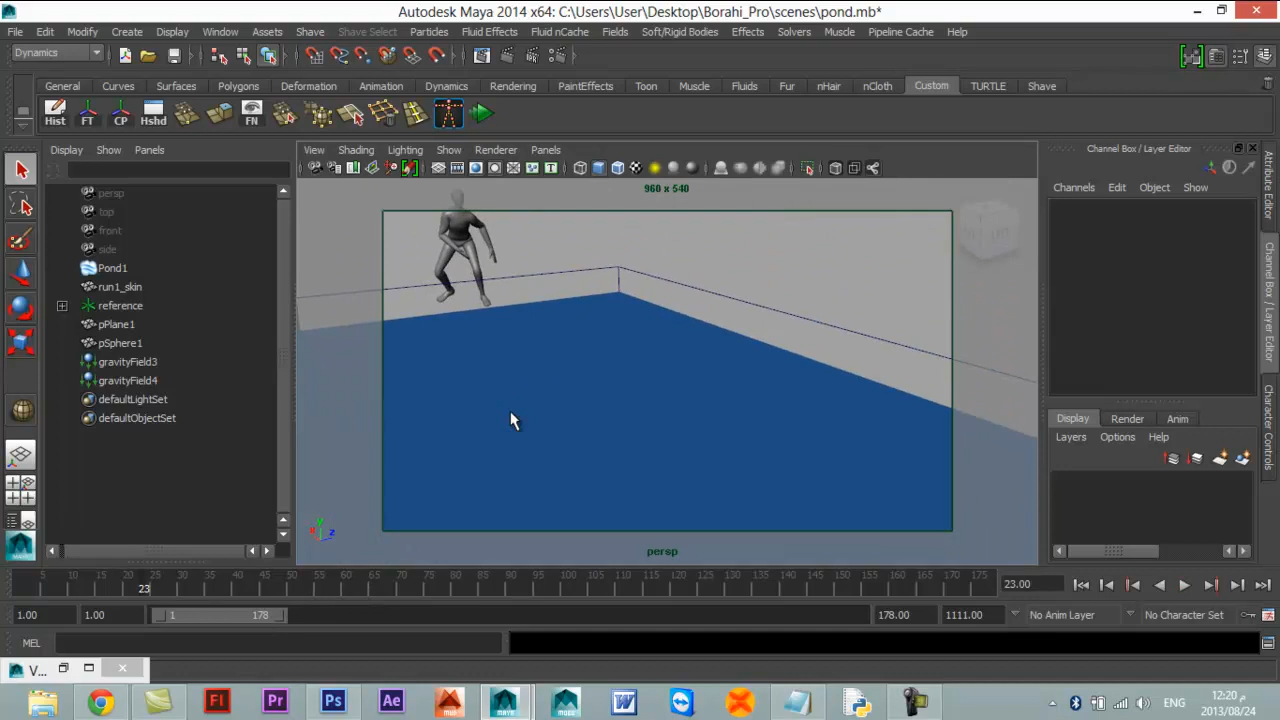 Autodesk Maya 2014 x64: C:\Users\User\Desktop\Borahi_Pro\scenes\pond.mb*
File Edit Modify Create Display Window Assets Shave Shave Select Particles Fluid Effects Fluid nCache Fields Soft/Rigid Bodies Effects Solvers Muscle Pipeline Cache Help
Dynamics
General Curves Surfaces Polygons Deformation Animation Dynamics Rendering PaintEffects Toon Muscle Fluids Fur nHair nCloth Custom TURTLE Shave
Hist FT CP Hshd FN
Display Show Panels
View Shading Lighting Show Renderer Panels
Channel Box / Layer Editor
Channels Edit Object Show
960 x 540
persp
top
front
side
Pond1
run1_skin
reference
pPlane1
pSphere1
gravityField3
gravityField4
defaultLightSet
defaultObjectSet
persp
Attribute Editor
Channel Box / Layer Editor
Character Controls
Display Render Anim
Layers Options Help
5 10 15 20 23 25 30 35 40 45 50 55 60 65 70 75 80 85 90 95 100 105 110 115 120 125 130 135 140 145 150 155 160 165 170 175
23.00
1.00 1.00 1 178 178.00 1111.00 No Anim Layer No Character Set
MEL
V...
Fl Pr Ps Ae
ENG
12:20 م
2013/08/24